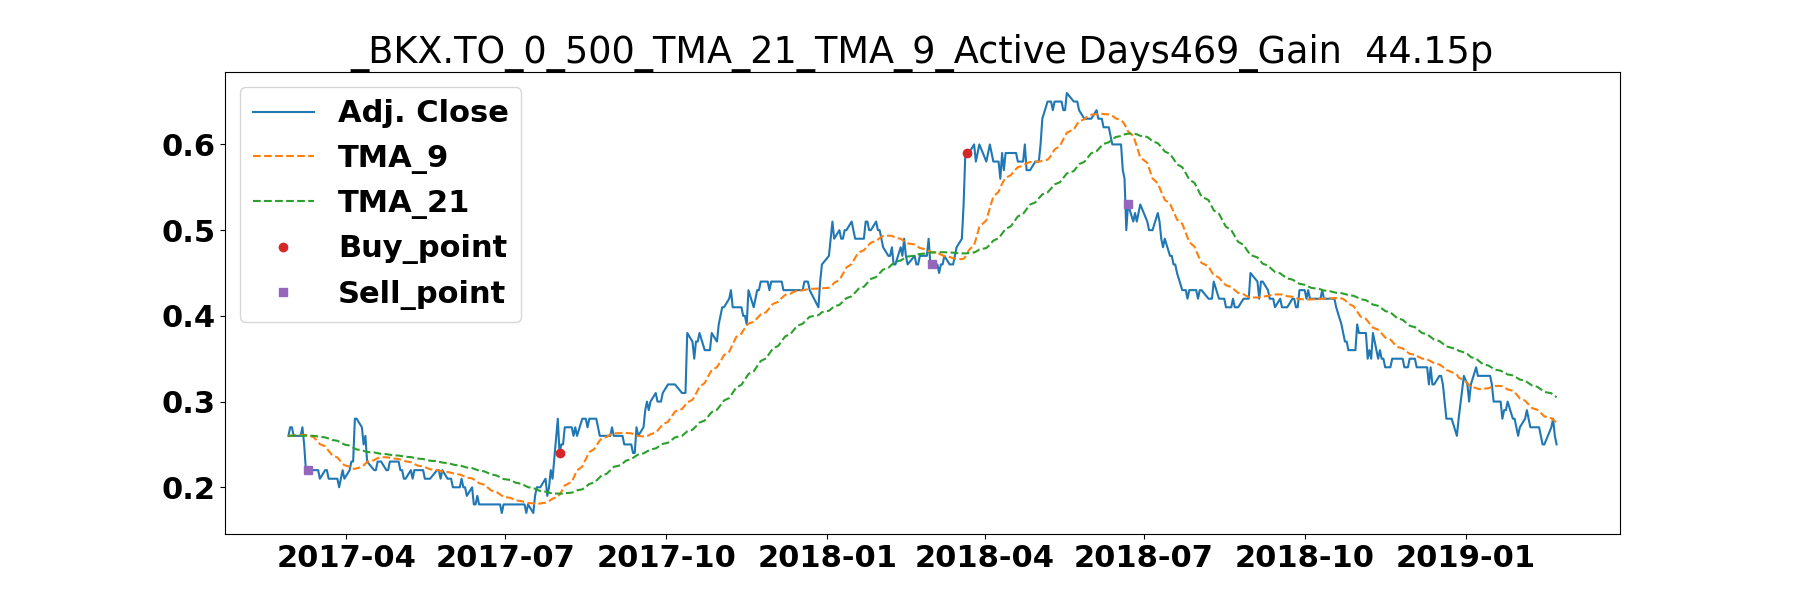 _BKX.TO_0_500_TMA_21_TMA_9_Active Days469_Gain  44.15p
Adj. Close
TMA_9
TMA_21
Buy_point
Sell_point
0.6
0.5
0.4
0.3
0.2
2017-04 2017-07 2017-10 2018-01 2018-04 2018-07 2018-10 2019-01